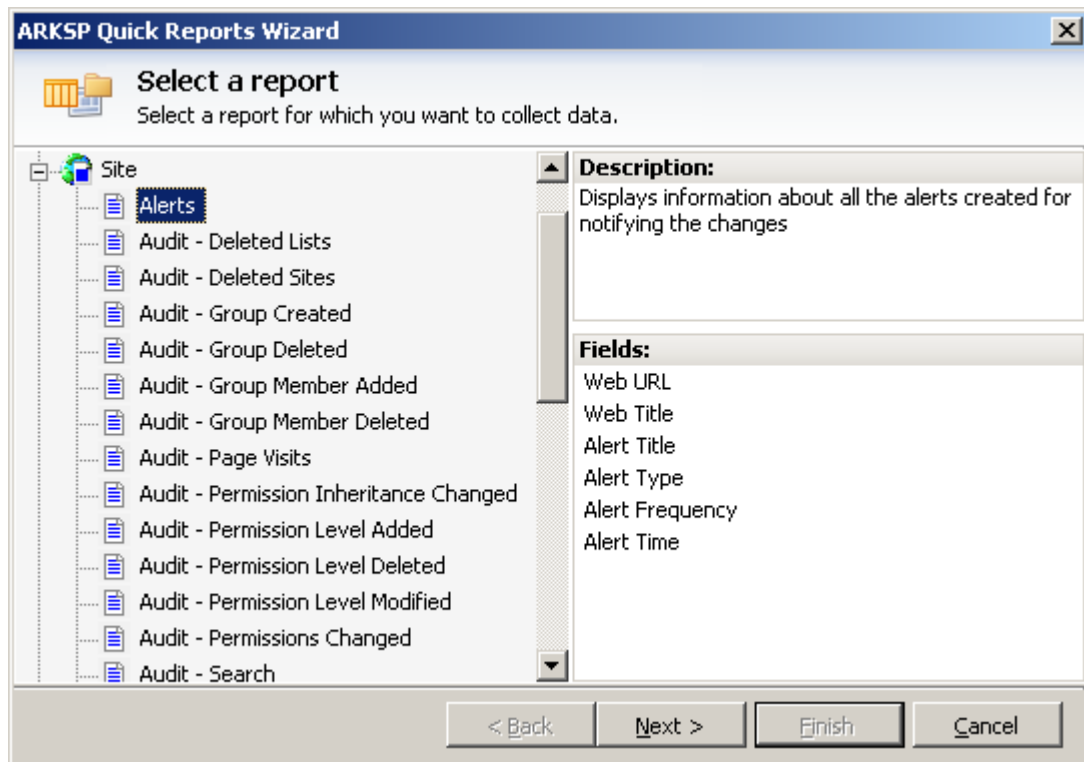 ARKSP Quick Reports Wizard
Select a report
Select a report for which you want to collect data.
Site
Alerts
Audit - Deleted Lists
Audit - Deleted Sites
Audit - Group Created
Audit - Group Deleted
Audit - Group Member Added
Audit - Group Member Deleted
Audit - Page Visits
Audit - Permission Inheritance Changed
Audit - Permission Level Added
Audit - Permission Level Deleted
Audit - Permission Level Modified
Audit - Permissions Changed
Audit - Search
Description:
Displays information about all the alerts created for
notifying the changes
Fields:
Web URL
Web Title
Alert Title
Alert Type
Alert Frequency
Alert Time
< Back
Next >
Finish
Cancel